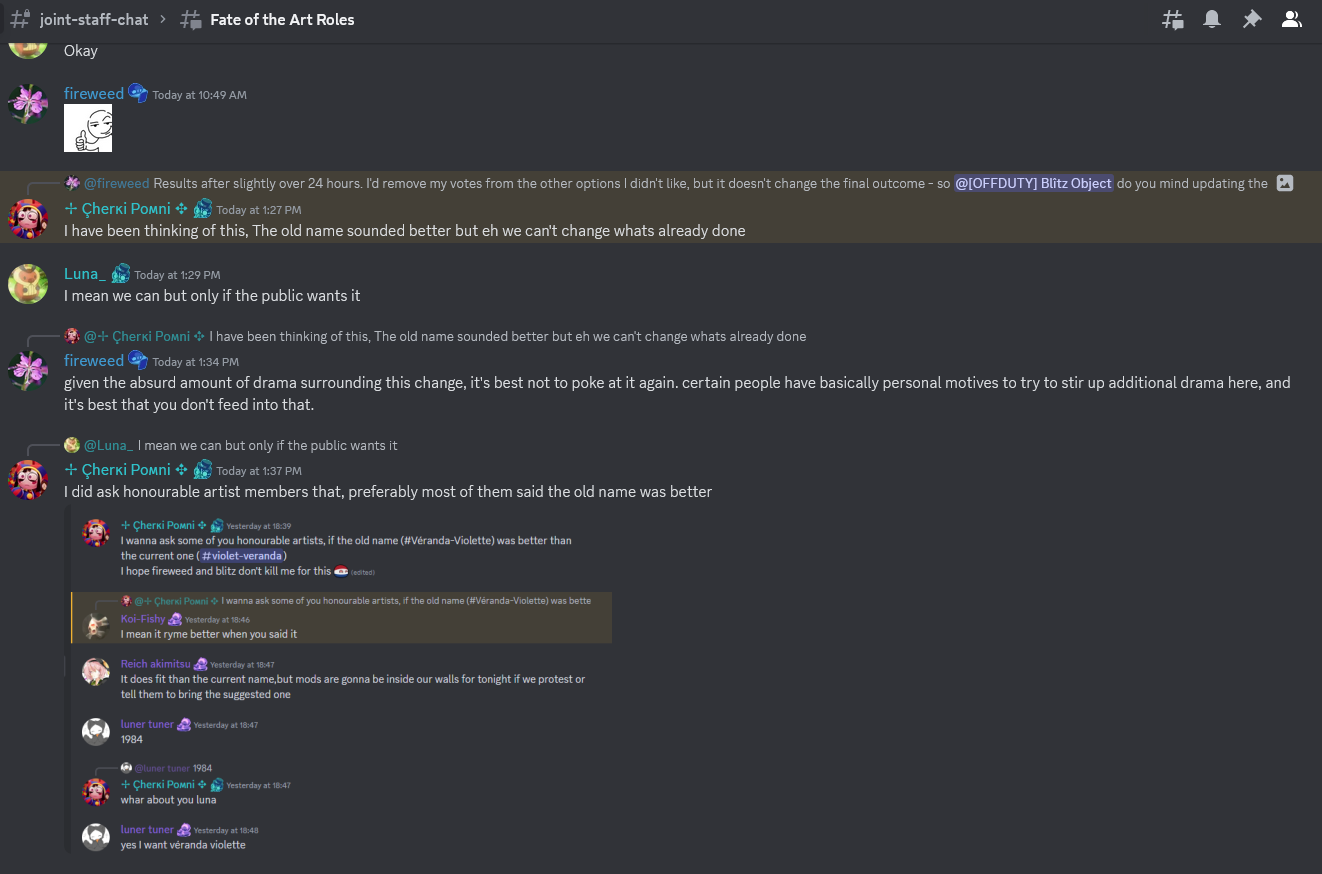 joint-staff-chat › Fate of the Art Roles
Okay
fireweed Today at 10:49 AM
@fireweed Results after slightly over 24 hours. I'd remove my votes from the other options I didn't like, but it doesn't change the final outcome - so @[OFFDUTY] Blîtz Object do you mind updating the
✢ Çherĸi Poмni ✣ Today at 1:27 PM
I have been thinking of this, The old name sounded better but eh we can't change whats already done
Luna_ Today at 1:29 PM
I mean we can but only if the public wants it
@✢ Çherĸi Poмni ✣ I have been thinking of this, The old name sounded better but eh we can't change whats already done
fireweed Today at 1:34 PM
given the absurd amount of drama surrounding this change, it's best not to poke at it again. certain people have basically personal motives to try to stir up additional drama here, and
it's best that you don't feed into that.
@Luna_ I mean we can but only if the public wants it
✢ Çherĸi Poмni ✣ Today at 1:37 PM
I did ask honourable artist members that, preferably most of them said the old name was better
✢ Çherĸi Poмni ✣ Yesterday at 18:39
I wanna ask some of you honourable artists, if the old name (#Véranda-Violette) was better than
the current one ( #violet-veranda )
I hope fireweed and blitz don't kill me for this (edited)
@✢ Çherĸi Poмni ✣ I wanna ask some of you honourable artists, if the old name (#Véranda-Violette) was bette
Koi-Fishy Yesterday at 18:46
I mean it ryme better when you said it
Reich akimitsu Yesterday at 18:47
It does fit than the current name,but mods are gonna be inside our walls for tonight if we protest or
tell them to bring the suggested one
luner tuner Yesterday at 18:47
1984
@luner tuner 1984
✢ Çherĸi Poмni ✣ Yesterday at 18:47
whar about you luna
luner tuner Yesterday at 18:48
yes I want véranda violette